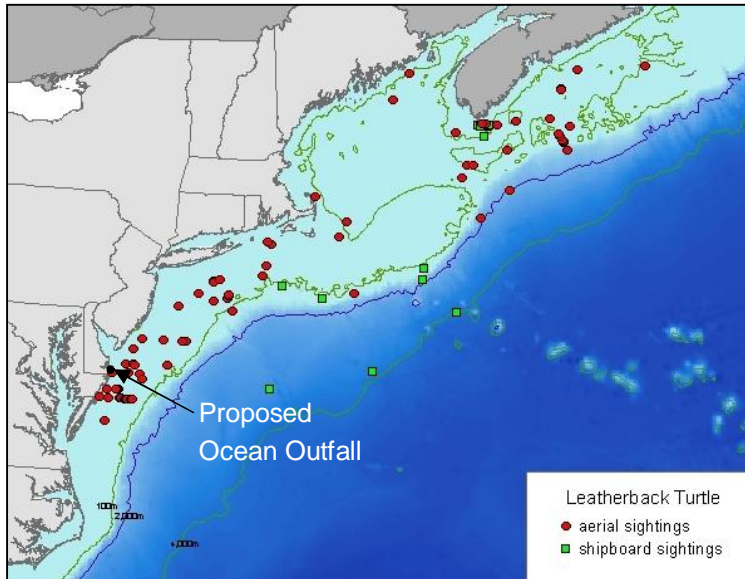 Proposed
Ocean Outfall
100m
2,000m
4,000m
Leatherback Turtle
aerial sightings
shipboard sightings